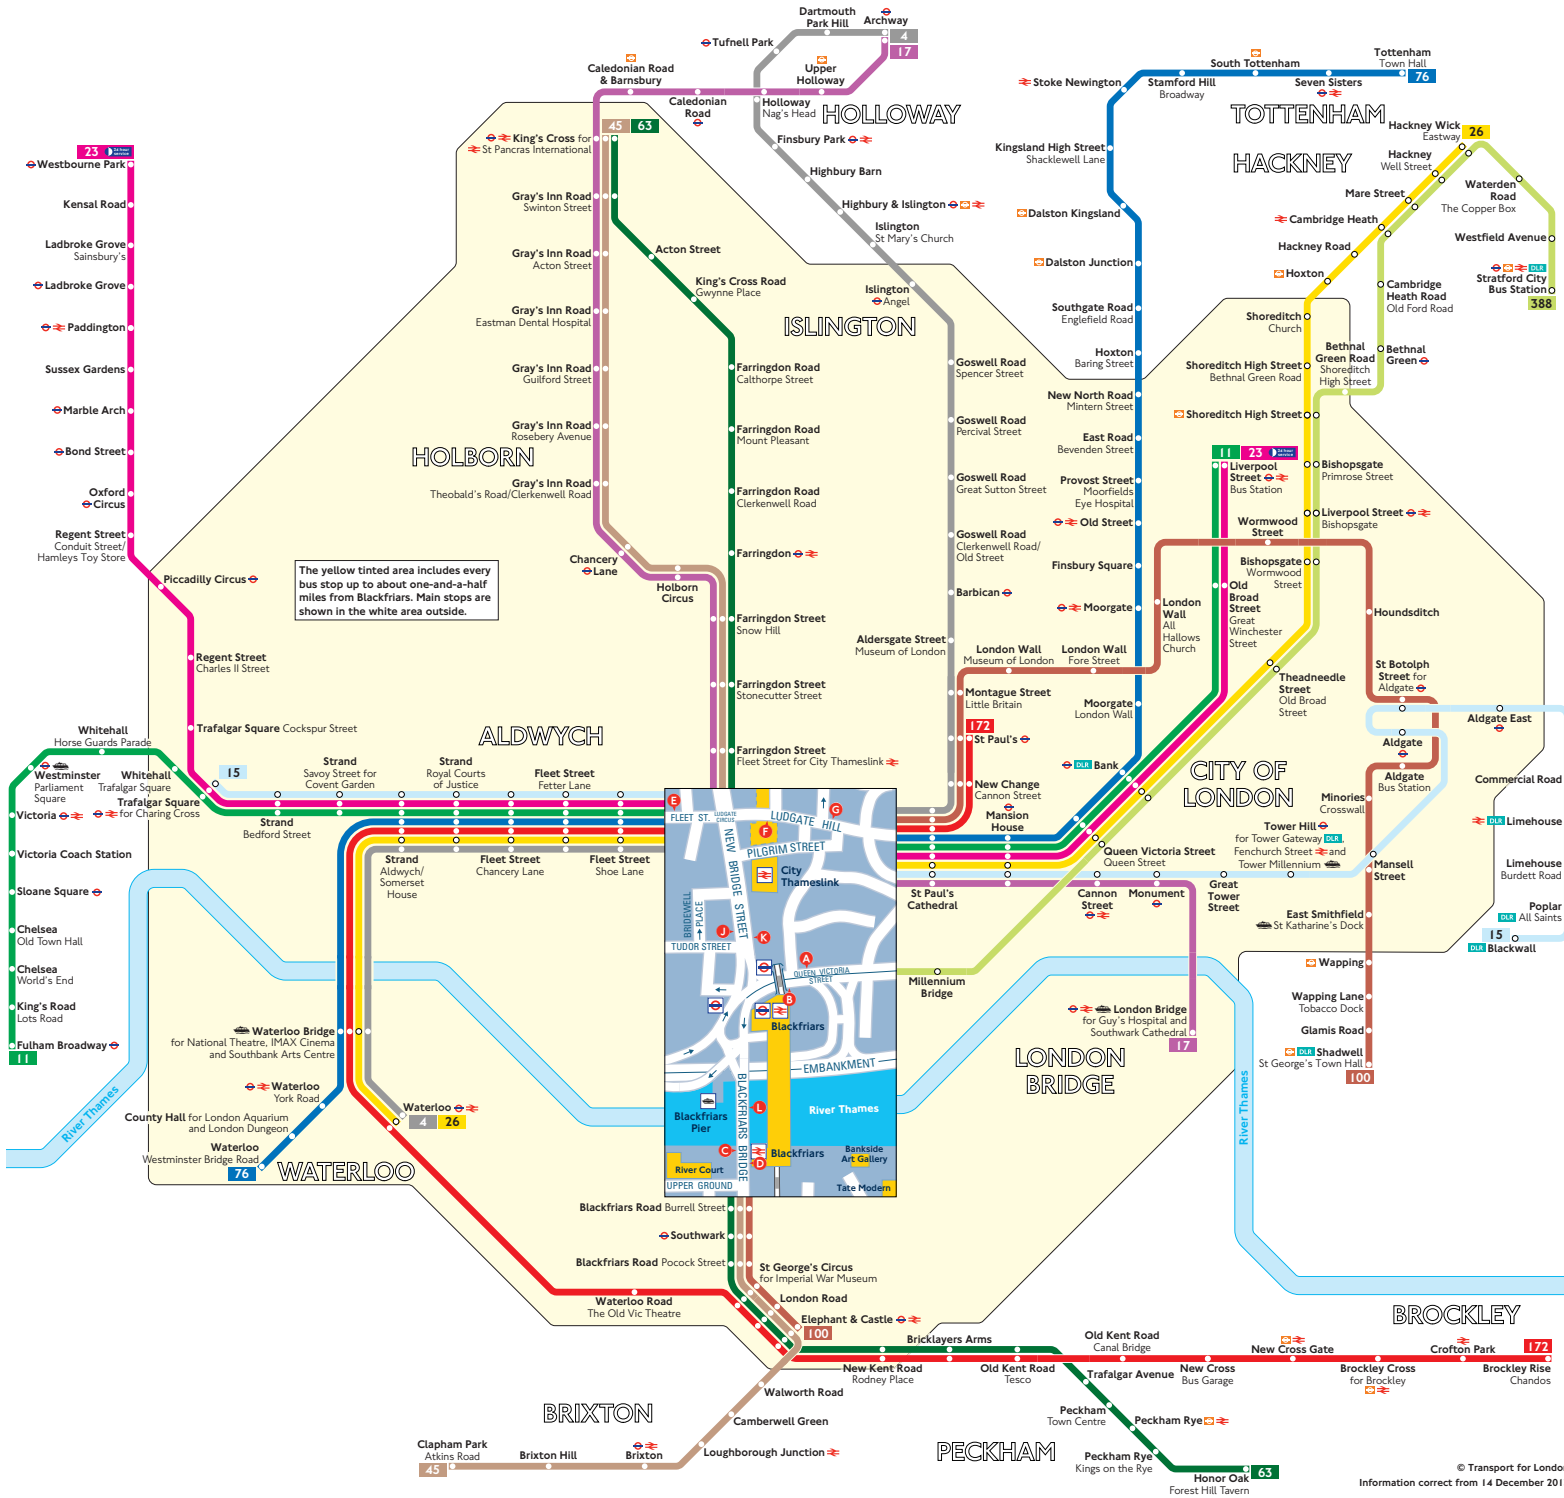 Dartmouth
Park Hill
Archway
4
17
Tufnell Park
Caledonian Road
& Barnsbury
Upper
Holloway
Caledonian
Road
Holloway
Nag's Head
HOLLOWAY
Finsbury Park
Highbury Barn
Highbury & Islington
Islington
St Mary's Church
Islington
Angel
ISLINGTON
Tottenham
Town Hall
76
South Tottenham
Seven Sisters
Stamford Hill
Broadway
Stoke Newington
TOTTENHAM
Kingsland High Street
Shacklewell Lane
Dalston Kingsland
Dalston Junction
Southgate Road
Englefield Road
Hoxton
Baring Street
New North Road
Mintern Street
East Road
Bevenden Street
Provost Street
Moorfields
Eye Hospital
Old Street
Finsbury Square
Moorgate
Moorgate
London Wall
Bank
Hackney Wick
Eastway
26
HACKNEY
Hackney
Well Street
Mare Street
Cambridge Heath
Hackney Road
Hoxton
Shoreditch
Church
Shoreditch High Street
Bethnal Green Road
Shoreditch High Street
Waterden
Road
The Copper Box
Westfield Avenue
DLR
Stratford City
Bus Station
388
Cambridge
Heath Road
Old Ford Road
Bethnal
Green
Bethnal
Green Road
Shoreditch
High Street
11
23
24 hour
service
Liverpool
Street
Bus Station
Bishopsgate
Primrose Street
Liverpool Street
Bishopsgate
Wormwood
Street
Bishopsgate
Wormwood
Street
Old
Broad
Street
Great
Winchester
Street
London
Wall
All
Hallows
Church
Houndsditch
St Botolph
Street for
Aldgate
Theadneedle
Street
Old Broad
Street
Aldgate East
Aldgate
Aldgate
Bus Station
CITY OF
LONDON
Minories
Crosswall
Tower Hill
for Tower Gateway DLR,
Fenchurch Street and
Tower Millennium
Mansell
Street
Commercial Road
DLR Limehouse
Limehouse
Burdett Road
Poplar
DLR All Saints
15
DLR Blackwall
East Smithfield
St Katharine's Dock
Wapping
Wapping Lane
Tobacco Dock
Glamis Road
DLR Shadwell
St George's Town Hall
100
23
24 hour
service
Westbourne Park
Kensal Road
Ladbroke Grove
Sainsbury's
Ladbroke Grove
Paddington
Sussex Gardens
Marble Arch
Bond Street
Oxford
Circus
Regent Street
Conduit Street/
Hamleys Toy Store
Piccadilly Circus
Regent Street
Charles II Street
Trafalgar Square Cockspur Street
45
63
King's Cross for
St Pancras International
Gray's Inn Road
Swinton Street
Gray's Inn Road
Acton Street
Gray's Inn Road
Eastman Dental Hospital
Gray's Inn Road
Guilford Street
Gray's Inn Road
Rosebery Avenue
Gray's Inn Road
Theobald's Road/Clerkenwell Road
HOLBORN
Chancery
Lane
Holborn
Circus
The yellow tinted area includes every
bus stop up to about one-and-a-half
miles from Blackfriars. Main stops are
shown in the white area outside.
Acton Street
King's Cross Road
Gwynne Place
Farringdon Road
Calthorpe Street
Farringdon Road
Mount Pleasant
Farringdon Road
Clerkenwell Road
Farringdon
Farringdon Street
Snow Hill
Farringdon Street
Stonecutter Street
Farringdon Street
Fleet Street for City Thameslink
Goswell Road
Spencer Street
Goswell Road
Percival Street
Goswell Road
Great Sutton Street
Goswell Road
Clerkenwell Road/
Old Street
Barbican
Aldersgate Street
Museum of London
London Wall
Museum of London
London Wall
Fore Street
Montague Street
Little Britain
172
St Paul's
New Change
Cannon Street
Mansion
House
Queen Victoria Street
Queen Street
St Paul's
Cathedral
Cannon
Street
Monument
Great
Tower
Street
Millennium
Bridge
London Bridge
for Guy's Hospital and
Southwark Cathedral
17
LONDON
BRIDGE
ALDWYCH
Whitehall
Horse Guards Parade
Westminster
Parliament
Square
Whitehall
Trafalgar Square
Trafalgar Square
for Charing Cross
15
Strand
Savoy Street for
Covent Garden
Strand
Royal Courts
of Justice
Fleet Street
Fetter Lane
Strand
Bedford Street
Strand
Aldwych/
Somerset
House
Fleet Street
Chancery Lane
Fleet Street
Shoe Lane
Victoria
Victoria Coach Station
Sloane Square
Chelsea
Old Town Hall
Chelsea
World's End
King's Road
Lots Road
Fulham Broadway
11
River Thames
Waterloo Bridge
for National Theatre, IMAX Cinema
and Southbank Arts Centre
Waterloo
York Road
County Hall for London Aquarium
and London Dungeon
Waterloo
Westminster Bridge Road
76
WATERLOO
Waterloo
4
26
E
FLEET ST.
LUDGATE
CIRCUS
LUDGATE HILL
G
F
PILGRIM STREET
NEW BRIDGE STREET
City
Thameslink
BRIDEWELL
PLACE
J
K
TUDOR STREET
A
QUEEN VICTORIA
STREET
B
Blackfriars
EMBANKMENT
BLACKFRIARS BRIDGE
Blackfriars
Pier
L
River Thames
C
D
Blackfriars
Bankside
Art Gallery
River Court
UPPER GROUND
Tate Modern
River Thames
Blackfriars Road Burrell Street
Southwark
Blackfriars Road Pocock Street
St George's Circus
for Imperial War Museum
London Road
Elephant & Castle
100
Waterloo Road
The Old Vic Theatre
Bricklayers Arms
New Kent Road
Rodney Place
Old Kent Road
Tesco
Old Kent Road
Canal Bridge
Trafalgar Avenue
New Cross
Bus Garage
New Cross Gate
Brockley Cross
for Brockley
Crofton Park
172
Brockley Rise
Chandos
BROCKLEY
Walworth Road
Camberwell Green
Loughborough Junction
Brixton
Brixton Hill
Clapham Park
Atkins Road
45
BRIXTON
Peckham
Town Centre
Peckham Rye
Peckham Rye
Kings on the Rye
PECKHAM
Honor Oak
Forest Hill Tavern
63
© Transport for Londo
Information correct from 14 December 201